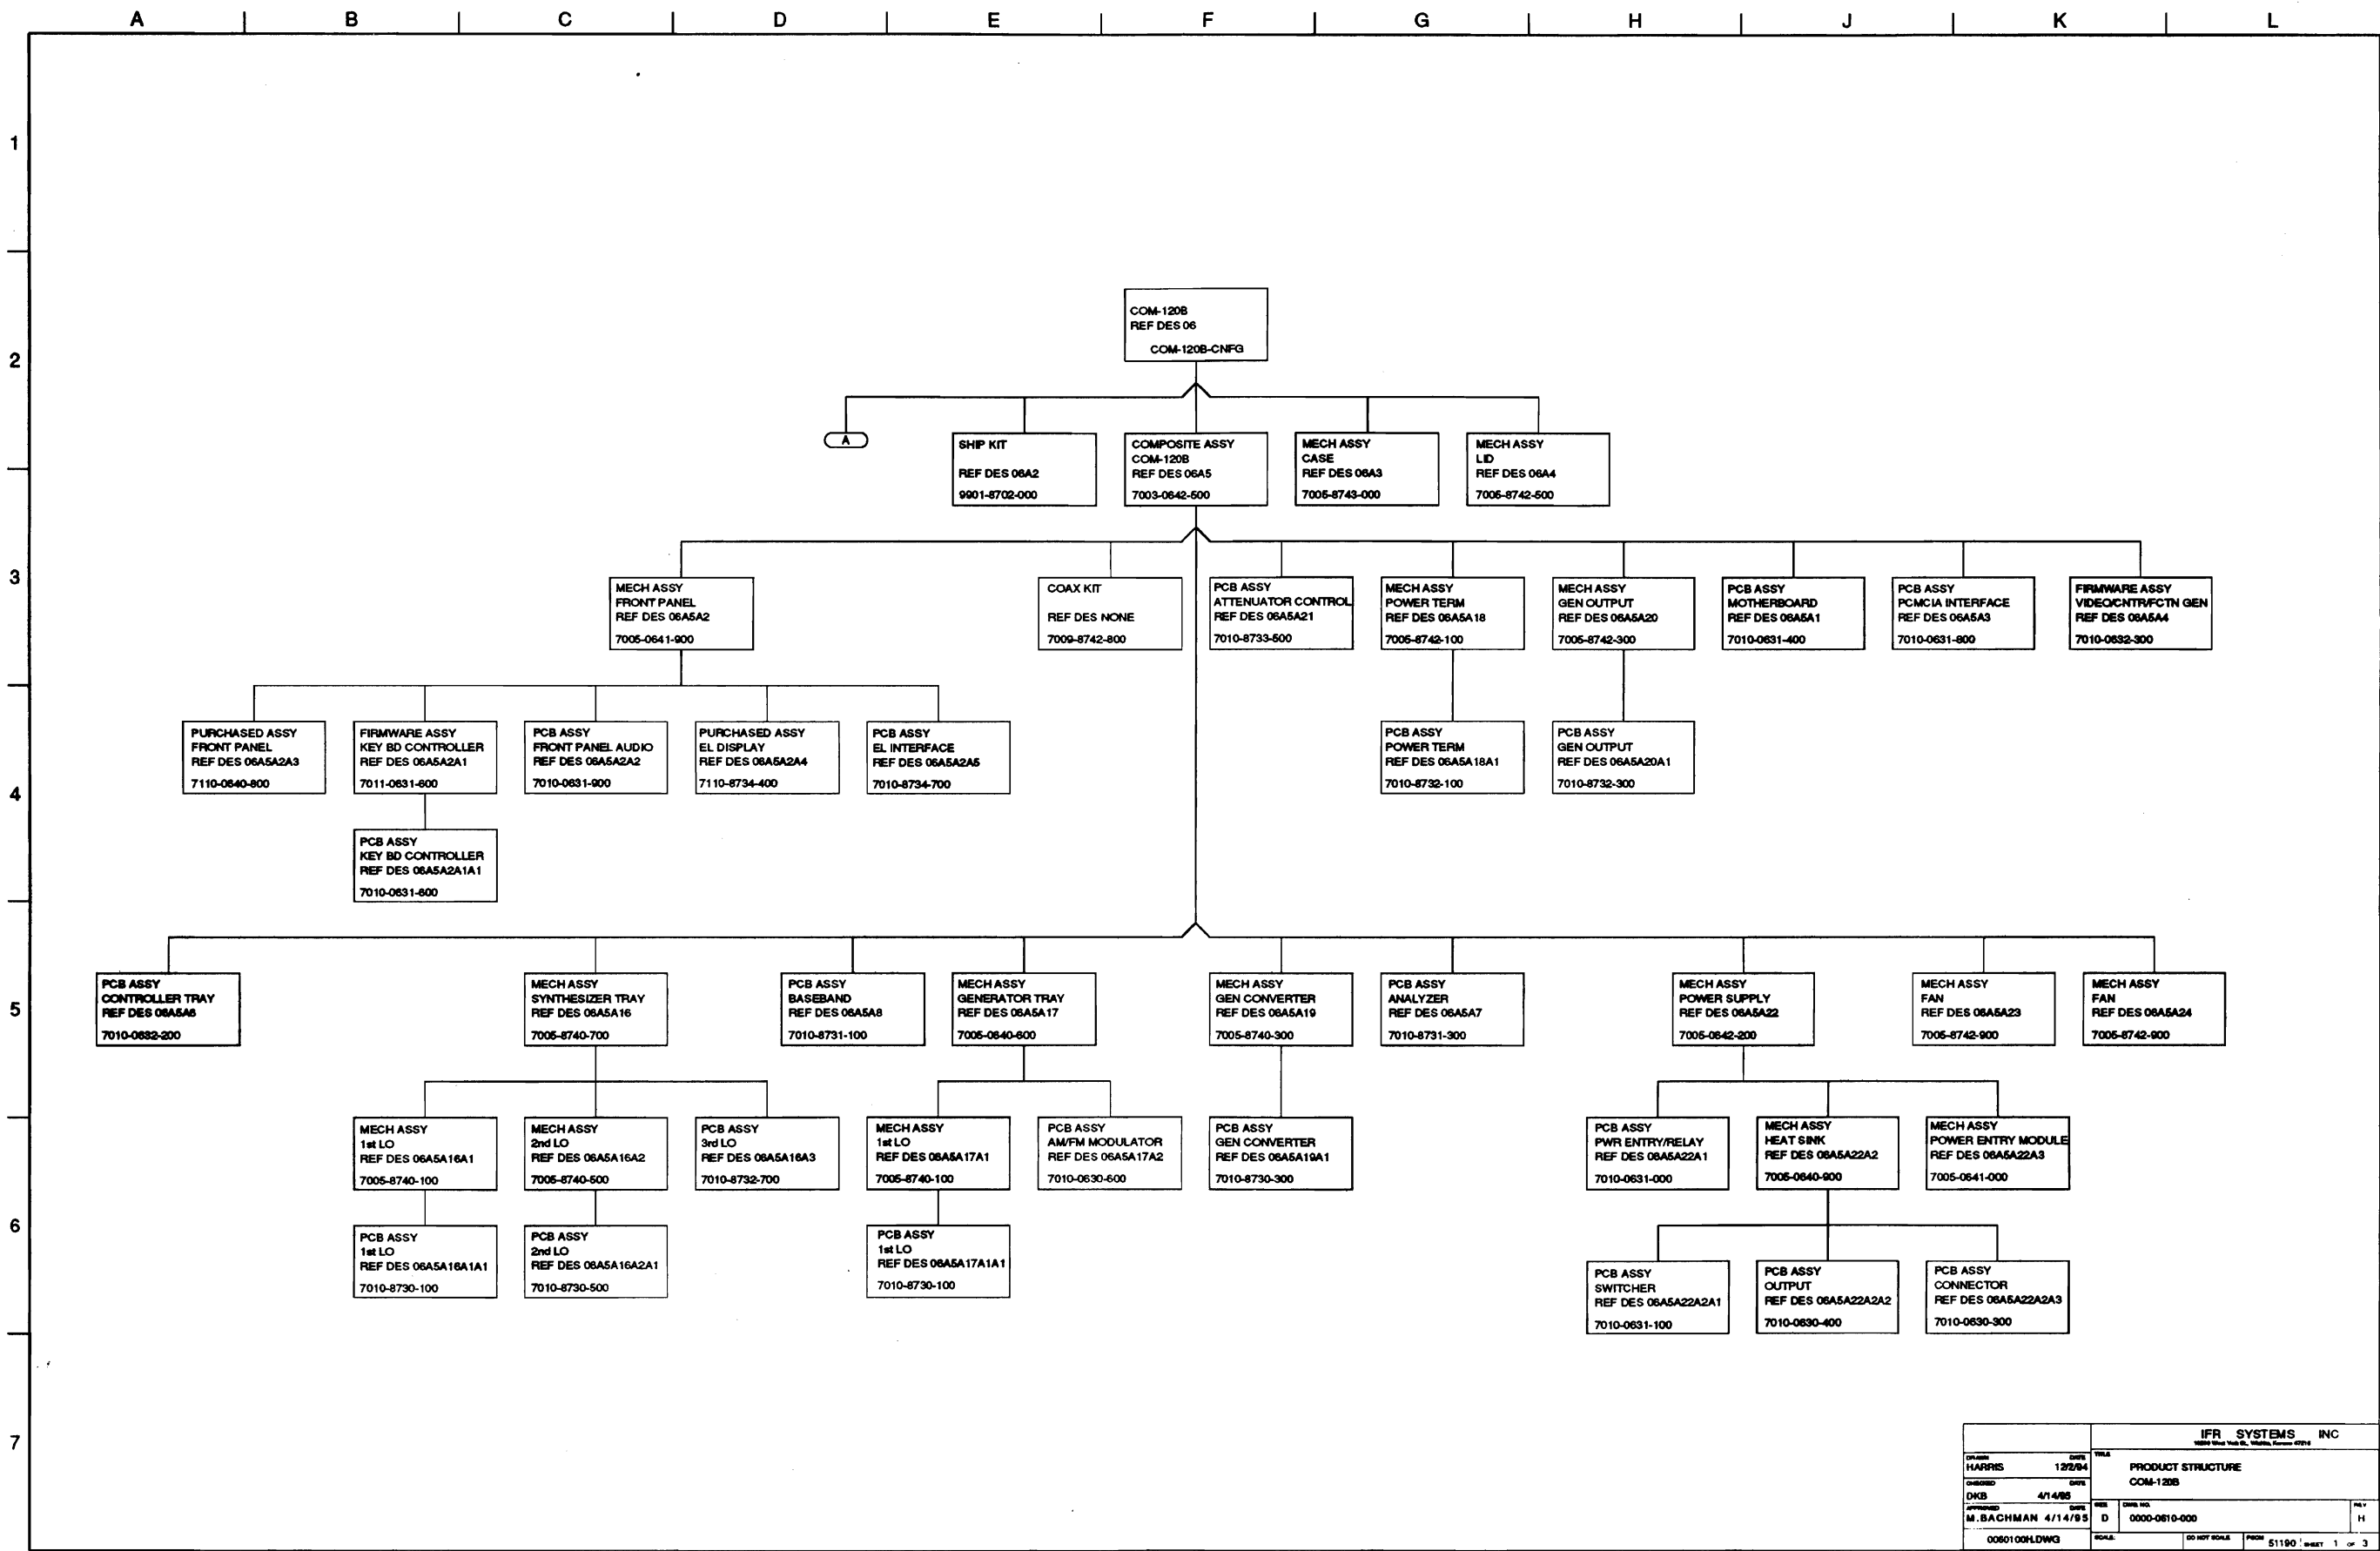 A B C D E F G H J K L
1
2
3
4
5
6
7
COM-120B
REF DES 06
COM-120B-CNFG
A
SHIP KIT
REF DES 06A2
9901-8702-000
COMPOSITE ASSY
COM-120B
REF DES 06A5
7003-0642-500
MECH ASSY
CASE
REF DES 06A3
7005-8743-000
MECH ASSY
LID
REF DES 06A4
7005-8742-500
MECH ASSY
FRONT PANEL
REF DES 06A5A2
7005-0641-900
COAX KIT
REF DES NONE
7009-8742-800
PCB ASSY
ATTENUATOR CONTROL
REF DES 06A5A21
7010-8733-500
MECH ASSY
POWER TERM
REF DES 06A5A18
7005-8742-100
MECH ASSY
GEN OUTPUT
REF DES 06A5A20
7005-8742-300
PCB ASSY
MOTHERBOARD
REF DES 06A5A1
7010-0631-400
PCB ASSY
PCMCIA INTERFACE
REF DES 06A5A3
7010-0631-800
FIRMWARE ASSY
VIDEO/CNTR/FCTN GEN
REF DES 06A5A4
7010-0632-300
PURCHASED ASSY
FRONT PANEL
REF DES 06A5A2A3
7110-0640-800
FIRMWARE ASSY
KEY BD CONTROLLER
REF DES 06A5A2A1
7011-0631-600
PCB ASSY
FRONT PANEL AUDIO
REF DES 06A5A2A2
7010-0631-900
PURCHASED ASSY
EL DISPLAY
REF DES 06A5A2A4
7110-8734-400
PCB ASSY
EL INTERFACE
REF DES 06A5A2A5
7010-8734-700
PCB ASSY
POWER TERM
REF DES 06A5A18A1
7010-8732-100
PCB ASSY
GEN OUTPUT
REF DES 06A5A20A1
7010-8732-300
PCB ASSY
KEY BD CONTROLLER
REF DES 06A5A2A1A1
7010-0631-600
PCB ASSY
CONTROLLER TRAY
REF DES 06A5A6
7010-0632-200
MECH ASSY
SYNTHESIZER TRAY
REF DES 06A5A16
7005-8740-700
PCB ASSY
BASEBAND
REF DES 06A5A8
7010-8731-100
MECH ASSY
GENERATOR TRAY
REF DES 06A5A17
7005-0640-600
MECH ASSY
GEN CONVERTER
REF DES 06A5A19
7005-8740-300
PCB ASSY
ANALYZER
REF DES 06A5A7
7010-8731-300
MECH ASSY
POWER SUPPLY
REF DES 06A5A22
7005-0642-200
MECH ASSY
FAN
REF DES 06A5A23
7005-8742-900
MECH ASSY
FAN
REF DES 06A5A24
7005-8742-900
MECH ASSY
1st LO
REF DES 06A5A16A1
7005-8740-100
MECH ASSY
2nd LO
REF DES 06A5A16A2
7005-8740-500
PCB ASSY
3rd LO
REF DES 06A5A16A3
7010-8732-700
MECH ASSY
1st LO
REF DES 06A5A17A1
7005-8740-100
PCB ASSY
AM/FM MODULATOR
REF DES 06A5A17A2
7010-0630-600
PCB ASSY
GEN CONVERTER
REF DES 06A5A19A1
7010-8730-300
PCB ASSY
PWR ENTRY/RELAY
REF DES 06A5A22A1
7010-0631-000
MECH ASSY
HEAT SINK
REF DES 06A5A22A2
7005-0640-900
MECH ASSY
POWER ENTRY MODULE
REF DES 06A5A22A3
7005-0641-000
PCB ASSY
1st LO
REF DES 06A5A16A1A1
7010-8730-100
PCB ASSY
2nd LO
REF DES 06A5A16A2A1
7010-8730-500
PCB ASSY
1st LO
REF DES 06A5A17A1A1
7010-8730-100
PCB ASSY
SWITCHER
REF DES 06A5A22A2A1
7010-0631-100
PCB ASSY
OUTPUT
REF DES 06A5A22A2A2
7010-0630-400
PCB ASSY
CONNECTOR
REF DES 06A5A22A2A3
7010-0630-300
IFR SYSTEMS INC
DRAWN DATE
HARRIS 12/2/94
CHECKED DATE
DKB 4/14/95
APPROVED DATE
M.BACHMAN 4/14/95
0060100H.DWG
TITLE
PRODUCT STRUCTURE
COM-120B
SIZE DWG. NO. REV
D 0000-0610-000 H
SCALE: DO NOT SCALE FSCM 51190 SHEET 1 OF 3